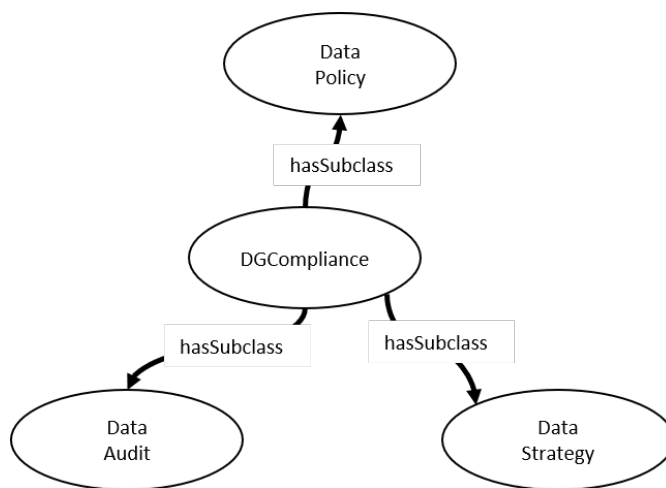 Data
Policy
hasSubclass
DGCompliance
hasSubclass
hasSubclass
Data
Audit
Data
Strategy